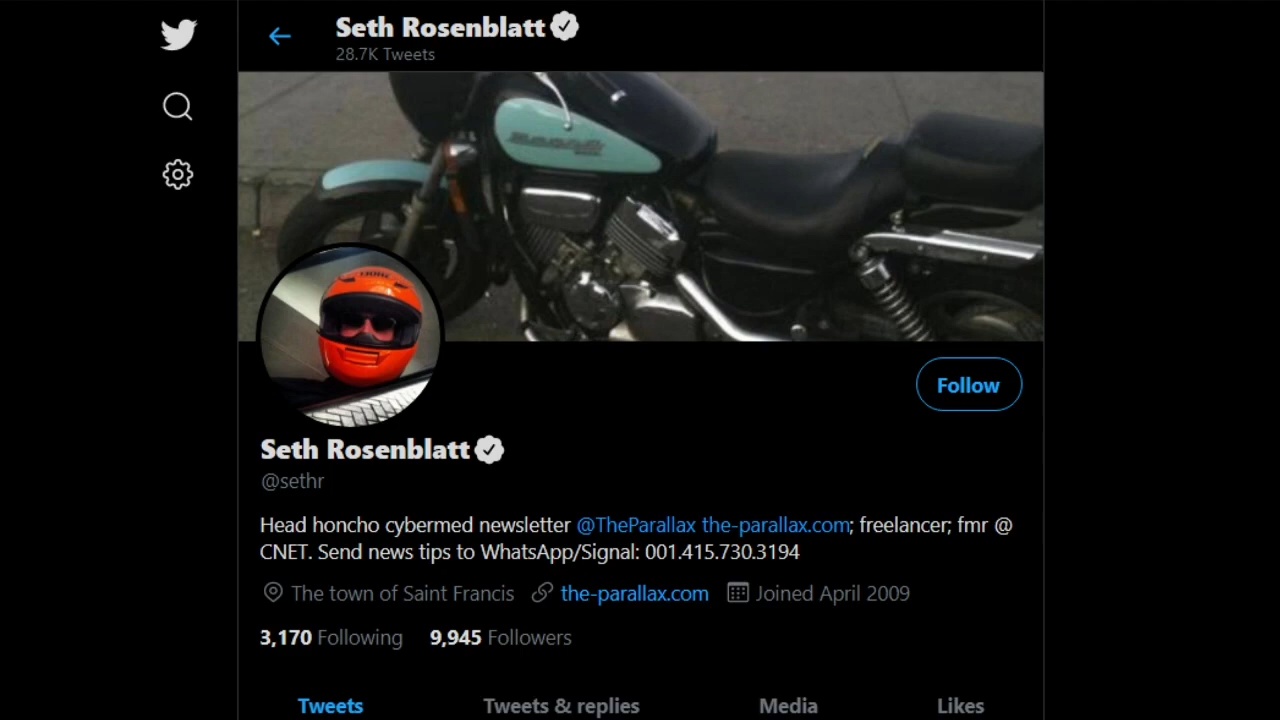 Seth Rosenblatt
28.7K Tweets
Seth Rosenblatt
@sethr
Follow
Head honcho cybermed newsletter @TheParallax the-parallax.com; freelancer; fmr @
CNET. Send news tips to WhatsApp/Signal: 001.415.730.3194
The town of Saint Francis the-parallax.com Joined April 2009
3,170 Following 9,945 Followers
Tweets Tweets & replies Media Likes